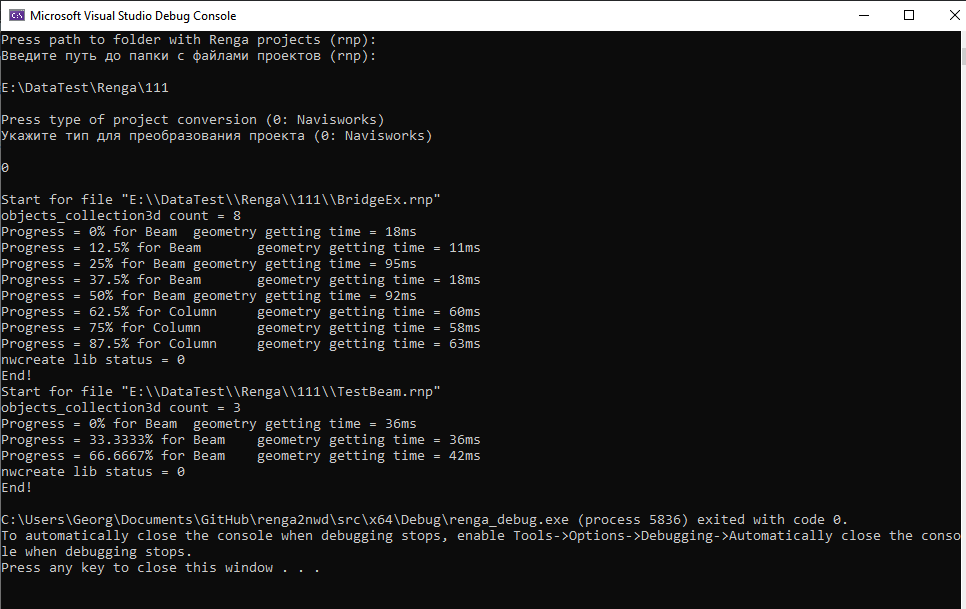 Microsoft Visual Studio Debug Console
Press path to folder with Renga projects (rnp):
Введите путь до папки с файлами проектов (rnp):
E:\DataTest\Renga\111
Press type of project conversion (0: Navisworks)
Укажите тип для преобразования проекта (0: Navisworks)
0
Start for file "E:\\DataTest\\Renga\\111\\BridgeEx.rnp"
objects_collection3d count = 8
Progress = 0% for Beam  geometry getting time = 18ms
Progress = 12.5% for Beam       geometry getting time = 11ms
Progress = 25% for Beam geometry getting time = 95ms
Progress = 37.5% for Beam       geometry getting time = 18ms
Progress = 50% for Beam geometry getting time = 92ms
Progress = 62.5% for Column     geometry getting time = 60ms
Progress = 75% for Column       geometry getting time = 58ms
Progress = 87.5% for Column     geometry getting time = 63ms
nwcreate lib status = 0
End!
Start for file "E:\\DataTest\\Renga\\111\\TestBeam.rnp"
objects_collection3d count = 3
Progress = 0% for Beam  geometry getting time = 36ms
Progress = 33.3333% for Beam    geometry getting time = 36ms
Progress = 66.6667% for Beam    geometry getting time = 42ms
nwcreate lib status = 0
End!
C:\Users\Georg\Documents\GitHub\renga2nwd\src\x64\Debug\renga_debug.exe (process 5836) exited with code 0.
To automatically close the console when debugging stops, enable Tools->Options->Debugging->Automatically close the conso
le when debugging stops.
Press any key to close this window . . .